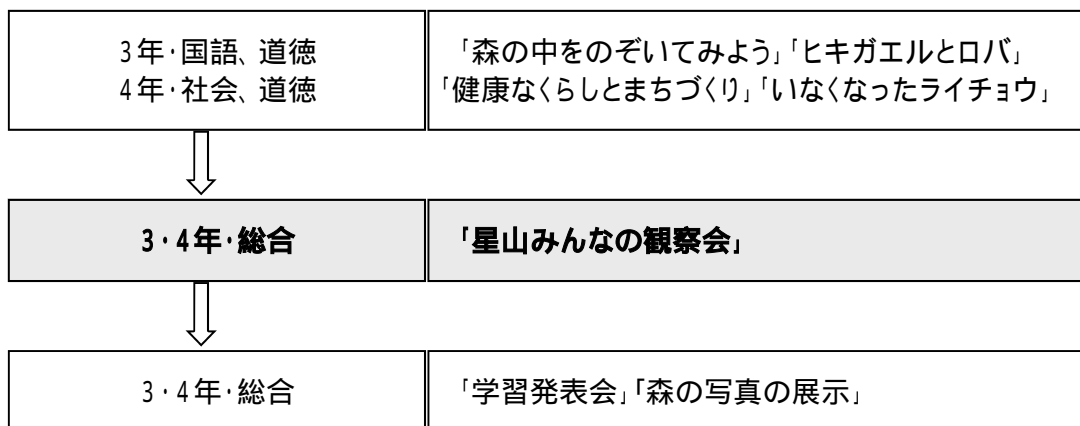 3年・国語、道徳
4年・社会、道徳
「森の中をのぞいてみよう」「ヒキガエルとロバ」
「健康なくらしとまちづくり」「いなくなったライチョウ」
3・4年・総合
「星山みんなの観察会」
3・4年・総合
「学習発表会」「森の写真の展示」